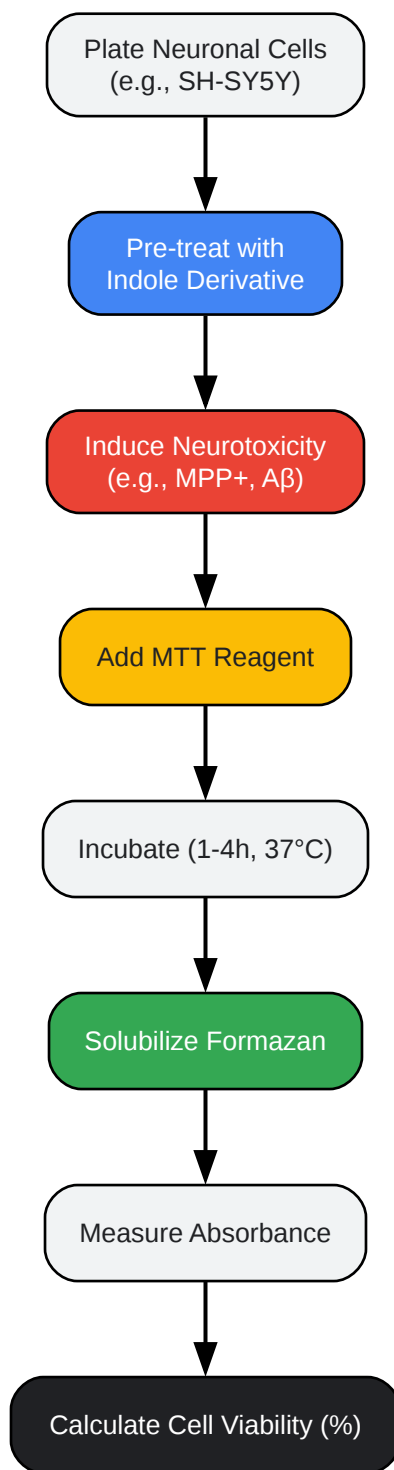 Plate Neuronal Cells
(e.g., SH-SY5Y)
Pre-treat with
Indole Derivative
Induce Neurotoxicity
(e.g., MPP+, Aβ)
Add MTT Reagent
Incubate (1-4h, 37°C)
Solubilize Formazan
Measure Absorbance
Calculate Cell Viability (%)